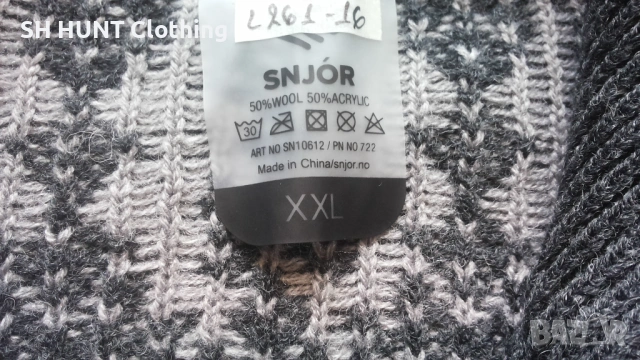 SH HUNT Clothing
L261-16
SNJÓR
50%WOOL 50%ACRYLIC
30
ART NO SN10612 / PN NO 722
Made in China/snjor.no
XXL
BAZAR